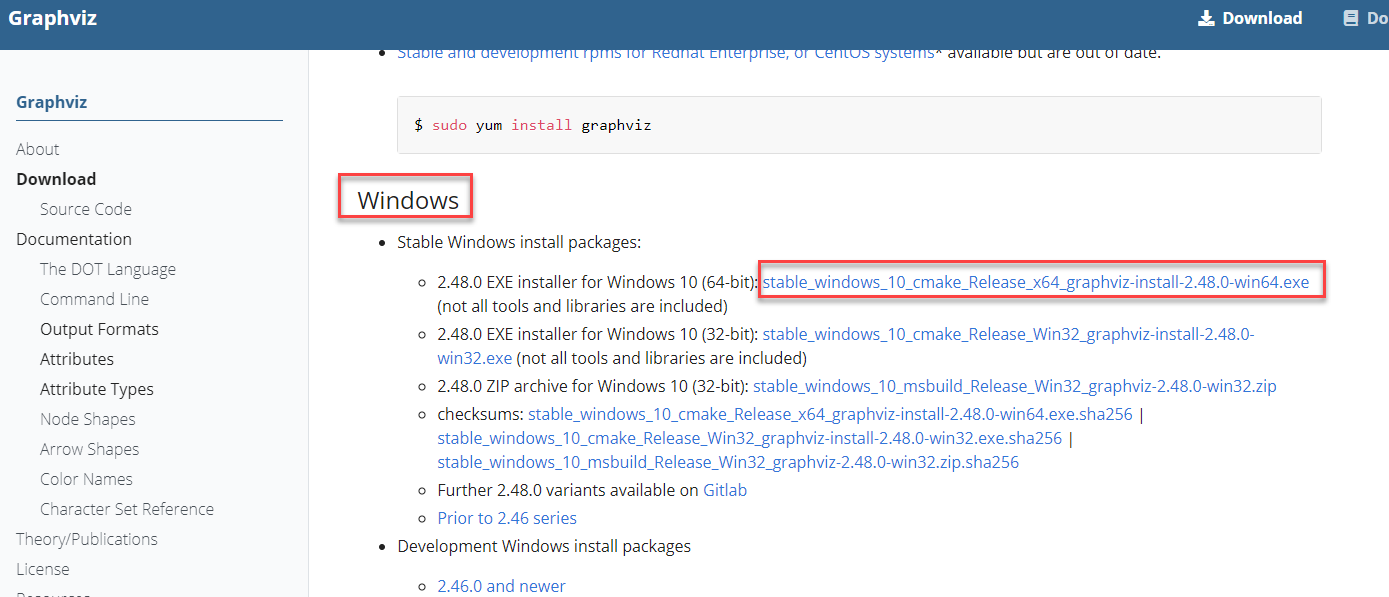 Graphviz
Download
Do
Stable and development rpms for Redhat Enterprise, or CentOS systems* available but are out of date.
Graphviz
$ sudo yum install graphviz
About
Download
Source Code
Documentation
The DOT Language
Command Line
Output Formats
Attributes
Attribute Types
Node Shapes
Arrow Shapes
Color Names
Character Set Reference
Theory/Publications
License
Resources
Windows
Stable Windows install packages:
2.48.0 EXE installer for Windows 10 (64-bit): stable_windows_10_cmake_Release_x64_graphviz-install-2.48.0-win64.exe
(not all tools and libraries are included)
2.48.0 EXE installer for Windows 10 (32-bit): stable_windows_10_cmake_Release_Win32_graphviz-install-2.48.0-
win32.exe (not all tools and libraries are included)
2.48.0 ZIP archive for Windows 10 (32-bit): stable_windows_10_msbuild_Release_Win32_graphviz-2.48.0-win32.zip
checksums: stable_windows_10_cmake_Release_x64_graphviz-install-2.48.0-win64.exe.sha256 |
stable_windows_10_cmake_Release_Win32_graphviz-install-2.48.0-win32.exe.sha256 |
stable_windows_10_msbuild_Release_Win32_graphviz-2.48.0-win32.zip.sha256
Further 2.48.0 variants available on Gitlab
Prior to 2.46 series
Development Windows install packages
2.46.0 and newer